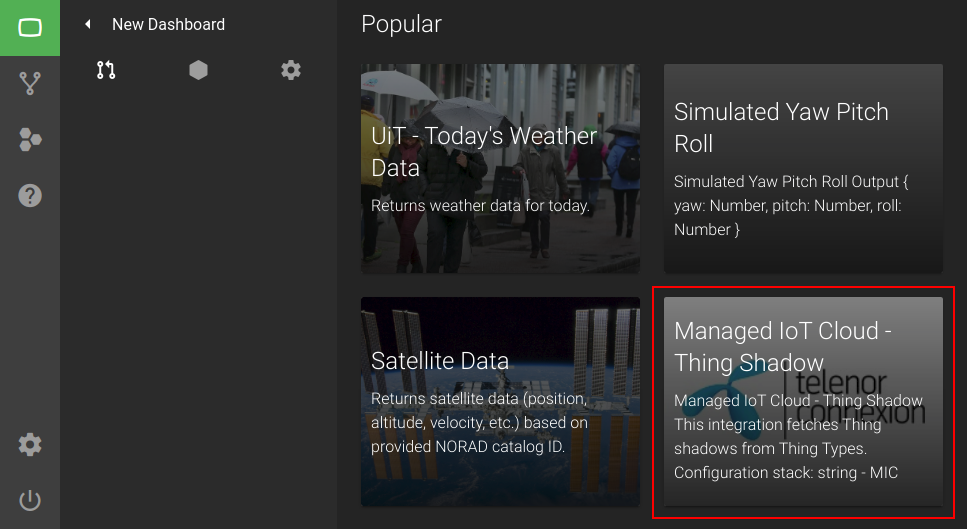 New Dashboard
Popular
UiT - Today's Weather
Data
Returns weather data for today.
Simulated Yaw Pitch
Roll
Simulated Yaw Pitch Roll Output {
yaw: Number, pitch: Number, roll:
Number }
Satellite Data
Returns satellite data (position,
altitude, velocity, etc.) based on
provided NORAD catalog ID.
Managed IoT Cloud -
Thing Shadow
telenor
connexion
Managed IoT Cloud - Thing Shadow
This integration fetches Thing
shadows from Thing Types.
Configuration stack: string - MIC